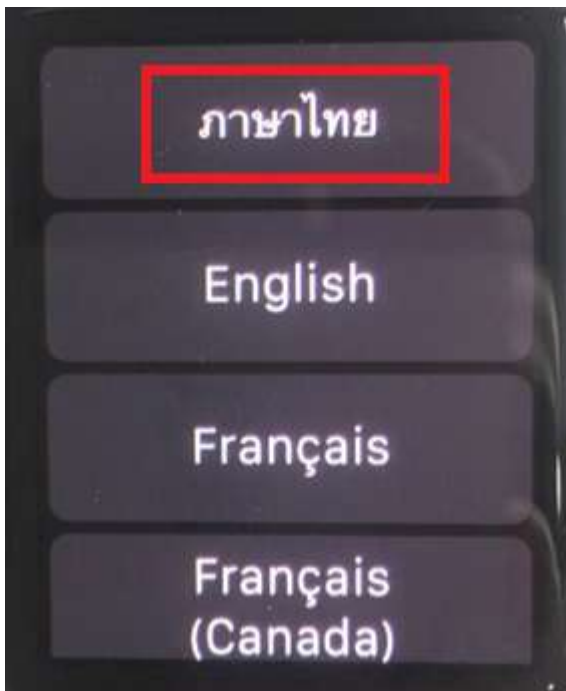 ภาษาไทย
English
Français
Français
(Canada)